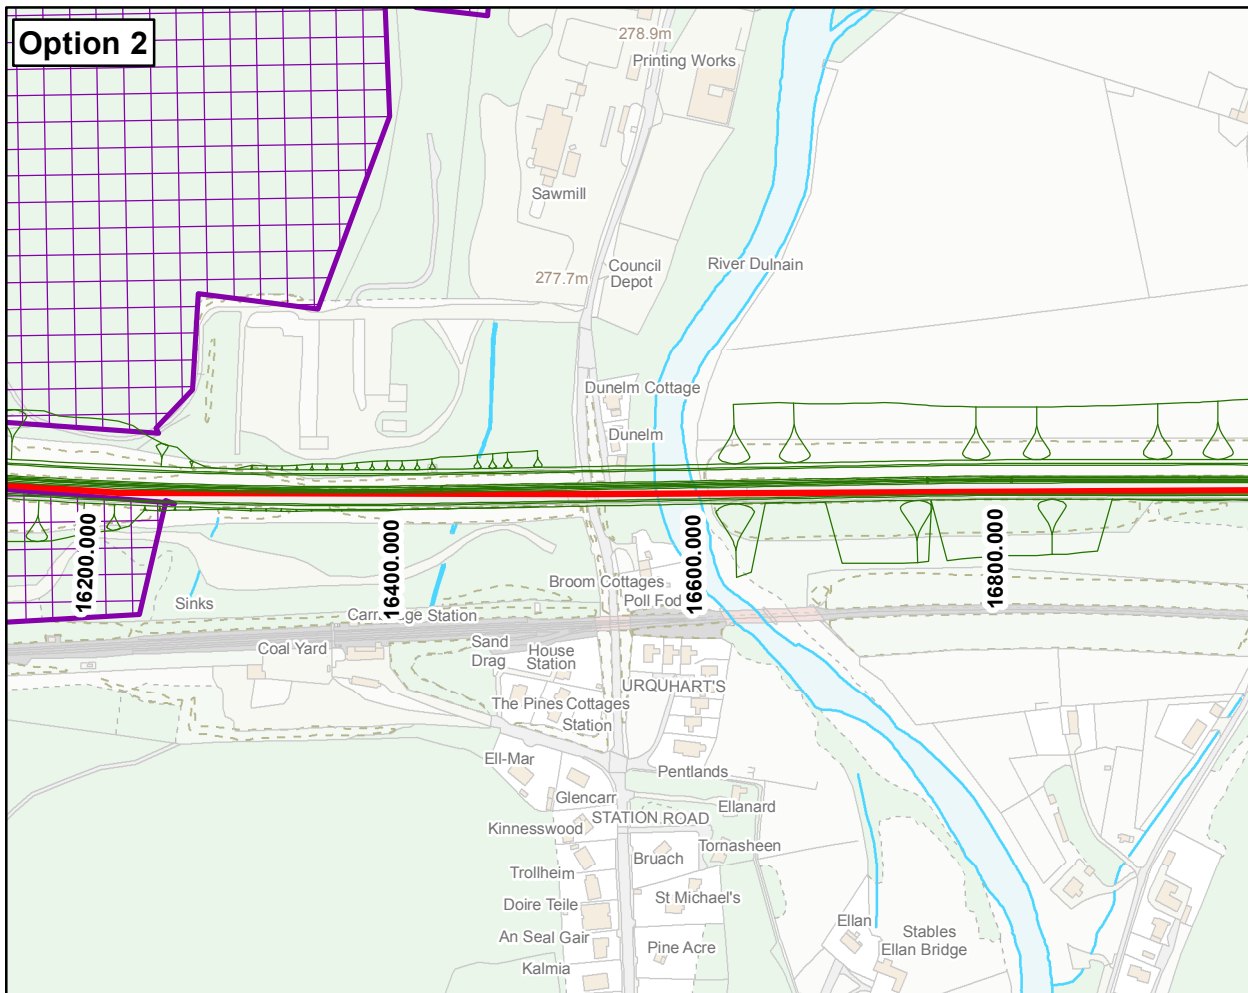 Option 2
278.9m
Printing Works
Sawmill
Council
Depot
River Dulnain
277.7m
Dunelm Cottage
Dunelm
16200.000
16400.000
16600.000
16800.000
Broom Cottages
Poll Fod
Sinks
Station
Coal Yard
Sand
Drag
House
Station
The Pines Cottages
Station
URQUHART'S
Ell-Mar
Pentlands
Glencarr
Ellanard
STATION ROAD
Kinnesswood
Tornasheen
Bruach
Trollheim
St Michael's
Doire Teile
Ellan
Stables
An Seal Gair
Pine Acre
Ellan Bridge
Kalmia